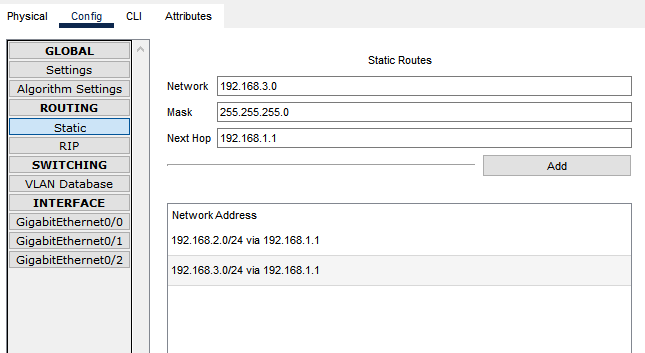 Physical Config CLI Attributes
GLOBAL
Settings
Algorithm Settings
ROUTING
Static
RIP
SWITCHING
VLAN Database
INTERFACE
GigabitEthernet0/0
GigabitEthernet0/1
GigabitEthernet0/2
Static Routes
Network 192.168.3.0
Mask 255.255.255.0
Next Hop 192.168.1.1
Add
Network Address
192.168.2.0/24 via 192.168.1.1
192.168.3.0/24 via 192.168.1.1